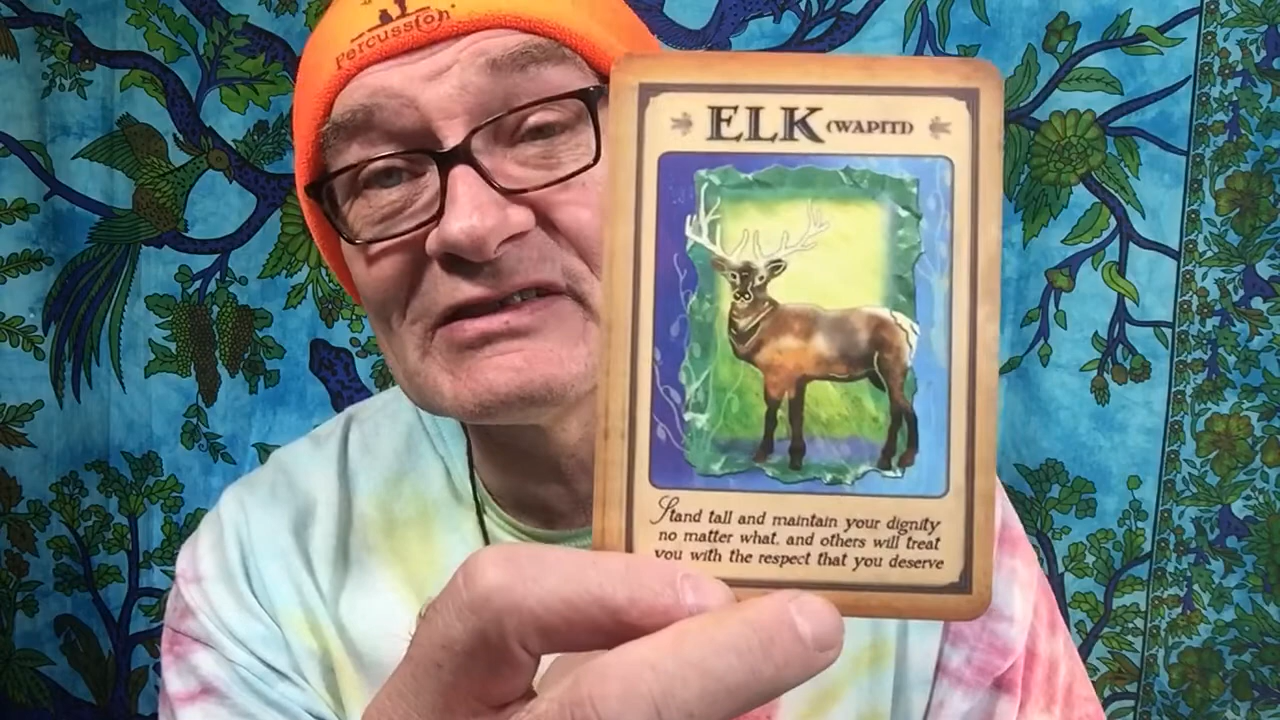 Percussion
ELK (WAPITI)
Stand tall and maintain your dignity
no matter what, and others will treat
you with the respect that you deserve